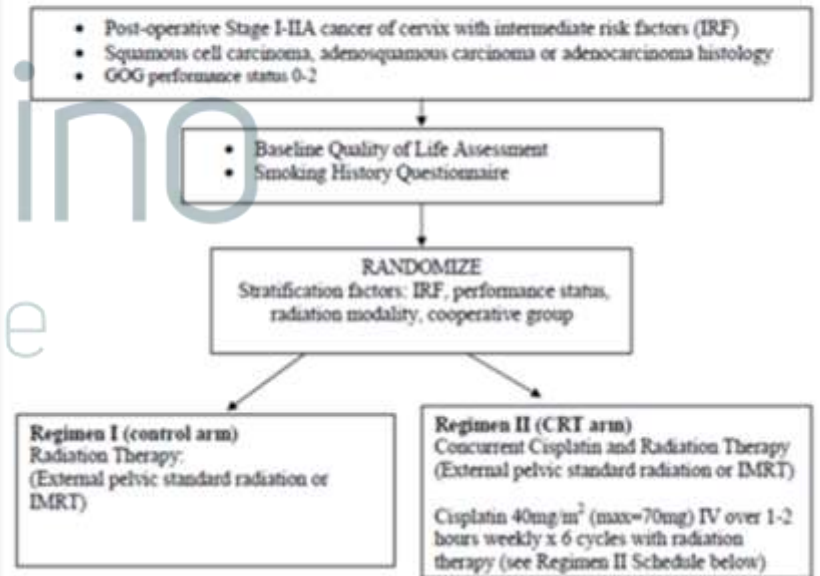 • Post-operative Stage I-IIA cancer of cervix with intermediate risk factors (IRF)
• Squamous cell carcinoma, adenosquamous carcinoma or adenocarcinoma histology
• GOG performance status 0-2
ino
• Baseline Quality of Life Assessment
• Smoking History Questionnaire
RANDOMIZE
Stratification factors: IRF, performance status,
radiation modality, cooperative group
e
Regimen I (control arm)
Radiation Therapy:
(External pelvic standard radiation or
IMRT)
Regimen II (CRT arm)
Concurrent Cisplatin and Radiation Therapy
(External pelvic standard radiation or IMRT)
Cisplatin 40mg/m² (max=70mg) IV over 1-2
hours weekly x 6 cycles with radiation
therapy (see Regimen II Schedule below)